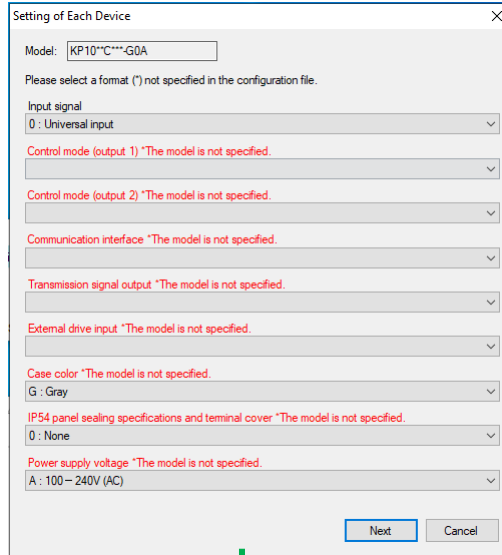 Setting of Each Device
Model: KP10**C***-G0A
Please select a format (*) not specified in the configuration file.
Input signal
0 : Universal input
Control mode (output 1) *The model is not specified.
Control mode (output 2) *The model is not specified.
Communication interface *The model is not specified.
Transmission signal output *The model is not specified.
External drive input *The model is not specified.
Case color *The model is not specified.
G : Gray
IP54 panel sealing specifications and terminal cover *The model is not specified.
0 : None
Power supply voltage *The model is not specified.
A : 100－240V (AC)
Next Cancel